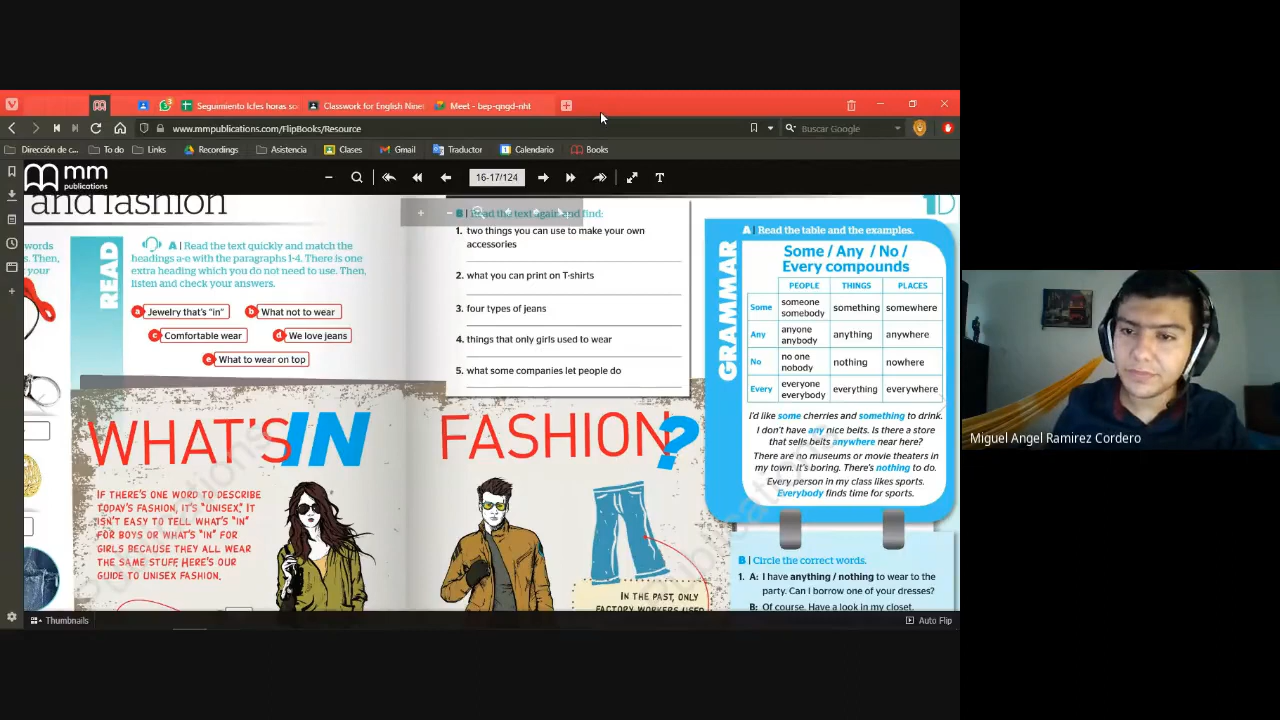 Seguimiento Icfes horas so
Classwork for English Nine
Meet - bep-qngd-nht
www.mmpublications.com/FlipBooks/Resource
Buscar Google
Dirección de c...
To do
Links
Recordings
Asistencia
Clases
Gmail
Traductor
Calendario
Books
mm
publications
16-17/124
T
and fashion
words
s. Then,
your
READ
A | Read the text quickly and match the
headings a-e with the paragraphs 1-4. There is one
extra heading which you do not need to use. Then,
listen and check your answers.
a Jewelry that's "in"
b What not to wear
c Comfortable wear
d We love jeans
e What to wear on top
B | Read the text again and find:
1. two things you can use to make your own
accessories
2. what you can print on T-shirts
3. four types of jeans
4. things that only girls used to wear
5. what some companies let people do
WHAT'S IN FASHION?
IF THERE'S ONE WORD TO DESCRIBE
TODAY'S FASHION, IT'S "UNISEX." IT
ISN'T EASY TO TELL WHAT'S "IN"
FOR BOYS OR WHAT'S "IN" FOR
GIRLS BECAUSE THEY ALL WEAR
THE SAME STUFF. HERE'S OUR
GUIDE TO UNISEX FASHION.
IN THE PAST, ONLY
FACTORY WORKERS USED
1D
GRAMMAR
A | Read the table and the examples.
Some / Any / No /
Every compounds
PEOPLE THINGS PLACES
Some someone somebody something somewhere
Any anyone anybody anything anywhere
No no one nobody nothing nowhere
Every everyone everybody everything everywhere
I'd like some cherries and something to drink.
I don't have any nice belts. Is there a store
that sells belts anywhere near here?
There are no museums or movie theaters in
my town. It's boring. There's nothing to do.
Every person in my class likes sports.
Everybody finds time for sports.
B | Circle the correct words.
1. A: I have anything / nothing to wear to the
party. Can I borrow one of your dresses?
B: Of course. Have a look in my closet.
Thumbnails
Auto Flip
Miguel Angel Ramirez Cordero